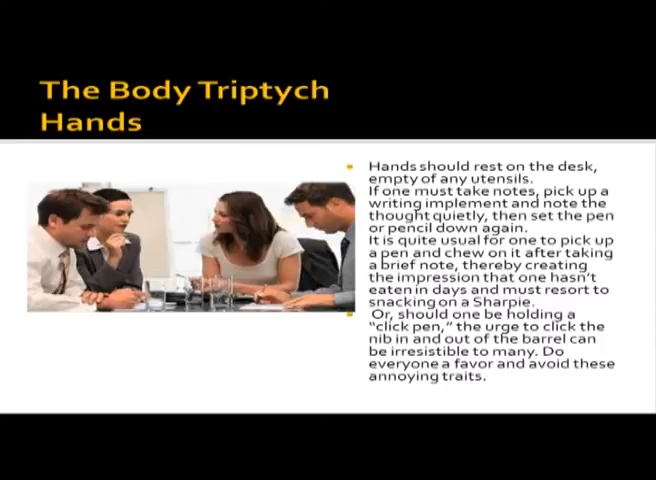 The Body Triptych
Hands
Hands should rest on the desk,
empty of any utensils.
If one must take notes, pick up a
writing implement and note the
thought quietly, then set the pen
or pencil down again.
It is quite usual for one to pick up
a pen and chew on it after taking
a brief note, thereby creating
the impression that one hasn't
eaten in days and must resort to
snacking on a Sharpie.
Or, should one be holding a
“click pen,” the urge to click the
nib in and out of the barrel can
be irresistible to many. Do
everyone a favor and avoid these
annoying traits.